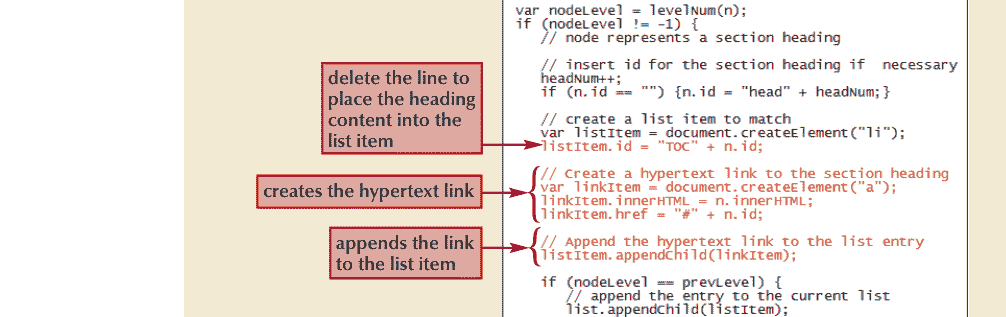 var nodeLevel = levelNum(n);
if (nodeLevel != -1) {
// node represents a section heading
// insert id for the section heading if necessary
headNum++;
if (n.id == "") {n.id = "head" + headNum;}
// create a list item to match
var listItem = document.createElement("li");
listItem.id = "TOC" + n.id;
// Create a hypertext link to the section heading
var linkItem = document.createElement("a");
linkItem.innerHTML = n.innerHTML;
linkItem.href = "#" + n.id;
// Append the hypertext link to the list entry
listItem.appendChild(linkItem);
if (nodeLevel == prevLevel) {
// append the entry to the current list
list.appendChild(listItem);
delete the line to
place the heading
content into the
list item
creates the hypertext link
appends the link
to the list item